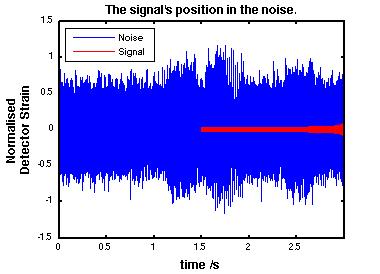 The signal's position in the noise.
1.5
1
0.5
0
-0.5
-1
-1.5
Normalised
Detector Strain
Noise
Signal
0 0.5 1 1.5 2 2.5
time /s